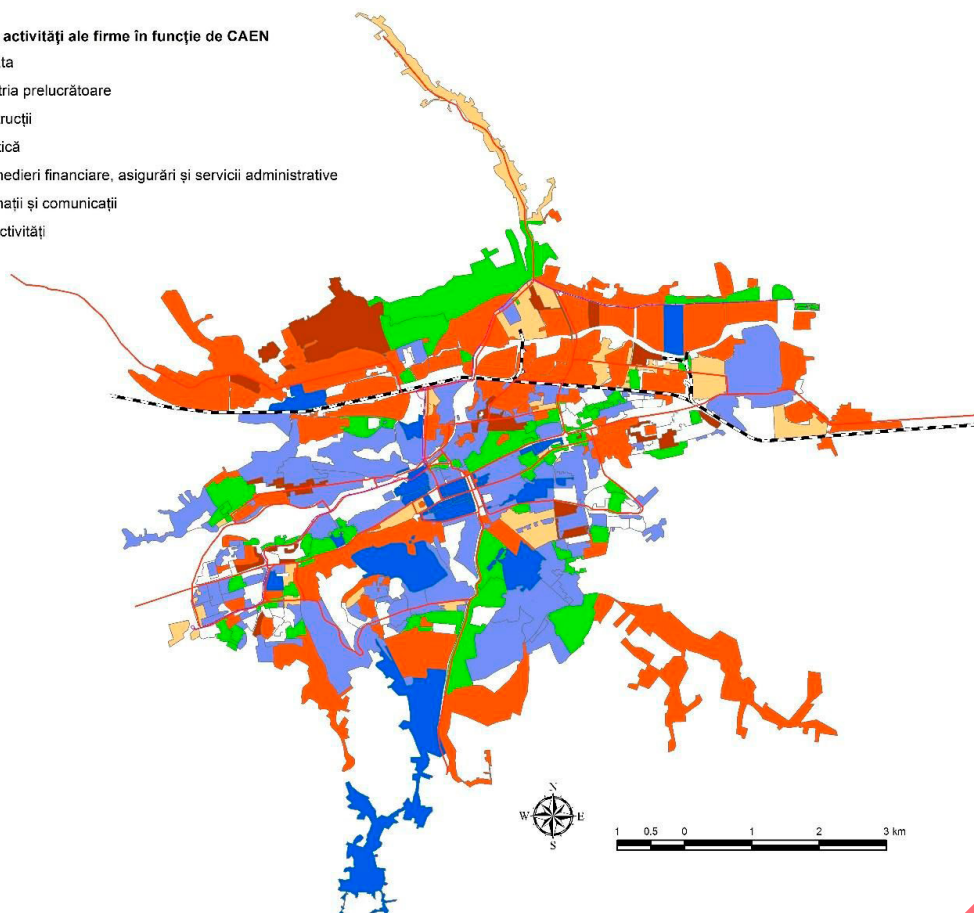 activități ale firme în funcție de CAEN
ta
tria prelucrătoare
trucții
tică
nedieri financiare, asigurări și servicii administrative
nații și comunicații
ctivități
N
W E
S
1 0.5 0 1 2 3 km